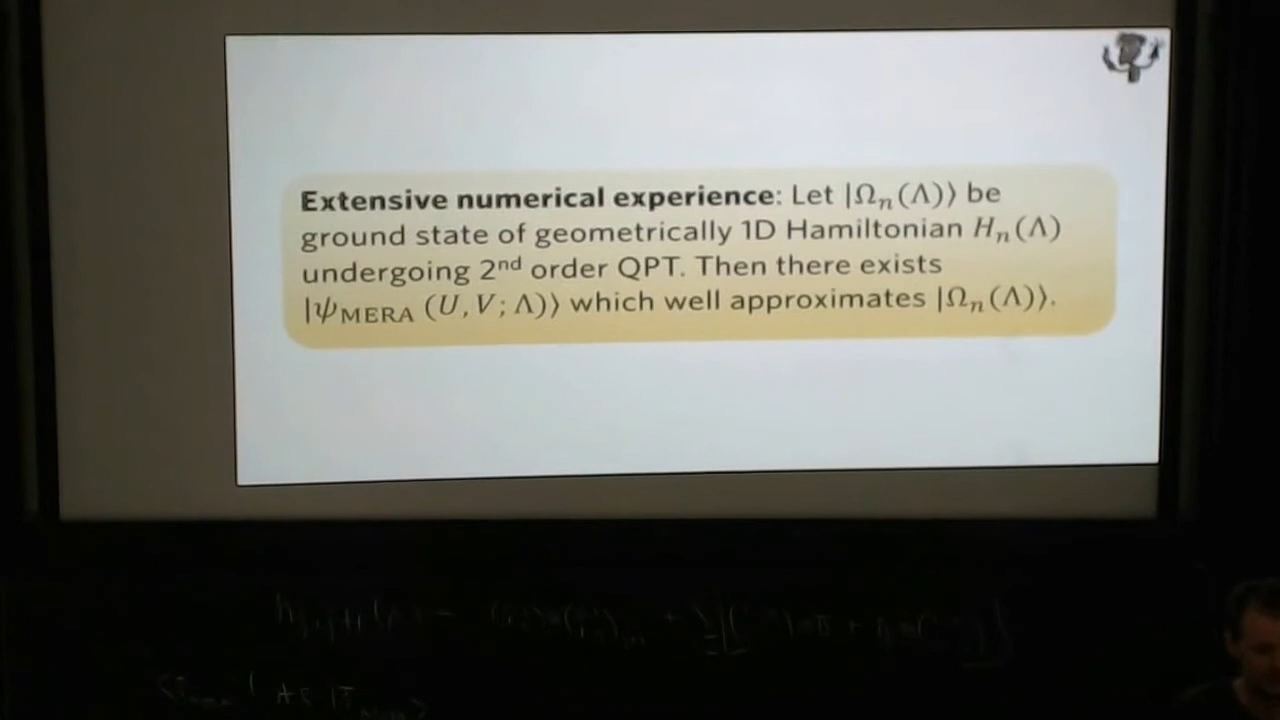 Extensive numerical experience: Let |Ωₙ(Λ)⟩ be
ground state of geometrically 1D Hamiltonian Hₙ(Λ)
undergoing 2ⁿᵈ order QPT. Then there exists
|ψ_MERA (U, V; Λ)⟩ which well approximates |Ωₙ(Λ)⟩.